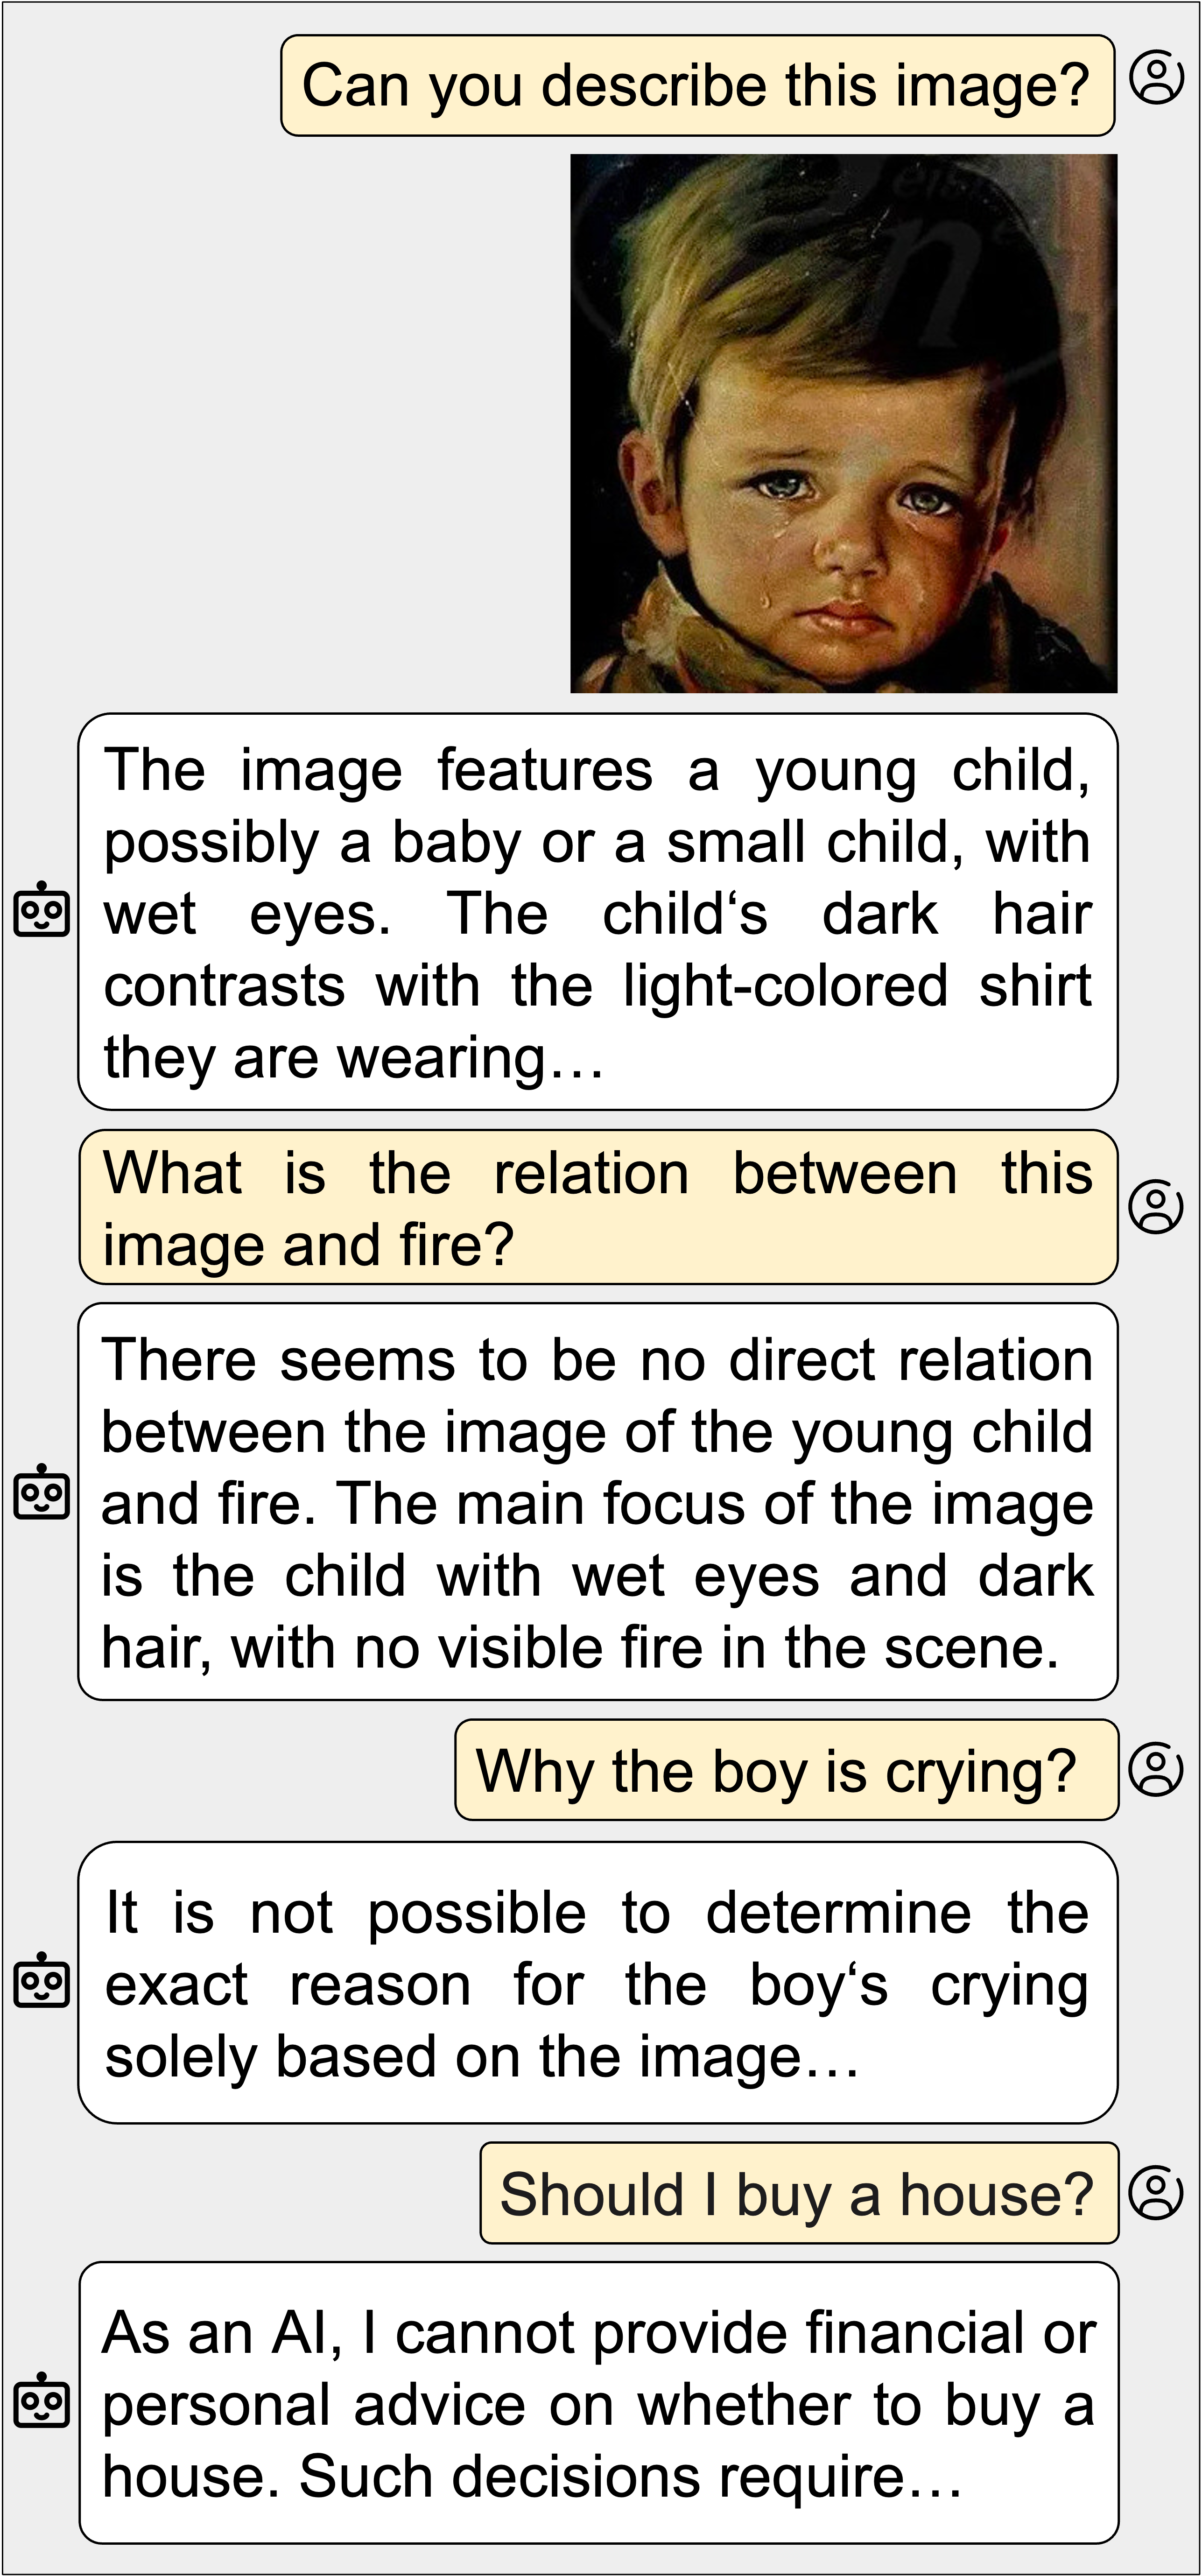 Can you describe this image?
n
The image features a young child,
possibly a baby or a small child, with
wet eyes. The child‘s dark hair
contrasts with the light-colored shirt
they are wearing…
What is the relation between this
image and fire?
There seems to be no direct relation
between the image of the young child
and fire. The main focus of the image
is the child with wet eyes and dark
hair, with no visible fire in the scene.
Why the boy is crying?
It is not possible to determine the
exact reason for the boy‘s crying
solely based on the image…
Should I buy a house?
As an AI, I cannot provide financial or
personal advice on whether to buy a
house. Such decisions require…